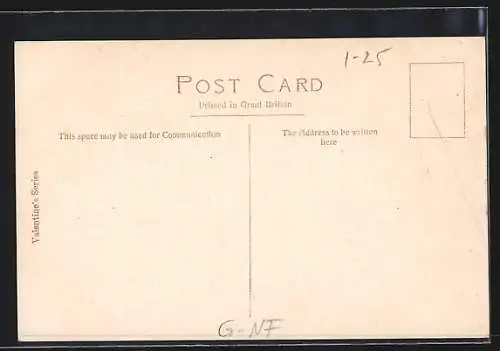 1-25
POST CARD
Printed in Great Britain
This space may be used for Communication
The Address to be written
here
Valentine's Series
G-NF